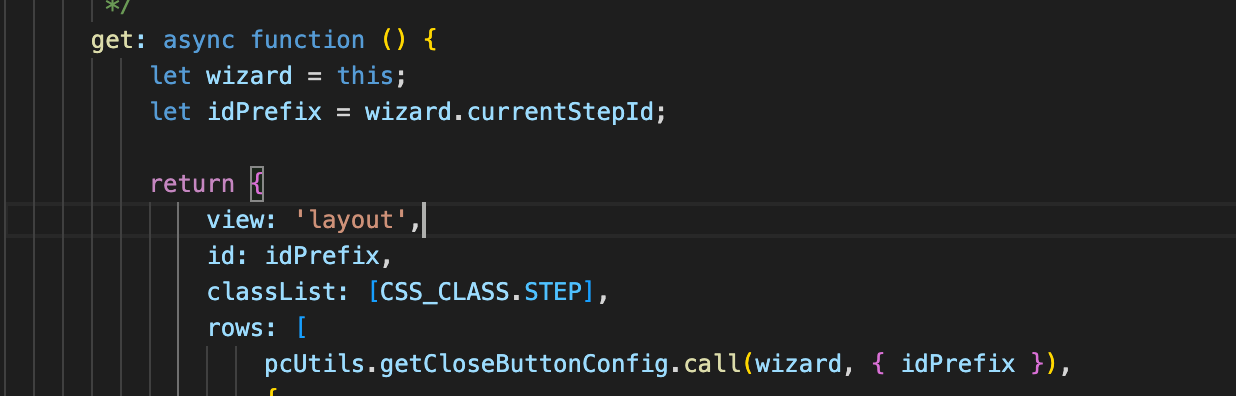 */
get: async function () {
let wizard = this;
let idPrefix = wizard.currentStepId;
return {
view: 'layout',
id: idPrefix,
classList: [CSS_CLASS.STEP],
rows: [
pcUtils.getCloseButtonConfig.call(wizard, { idPrefix }),
{